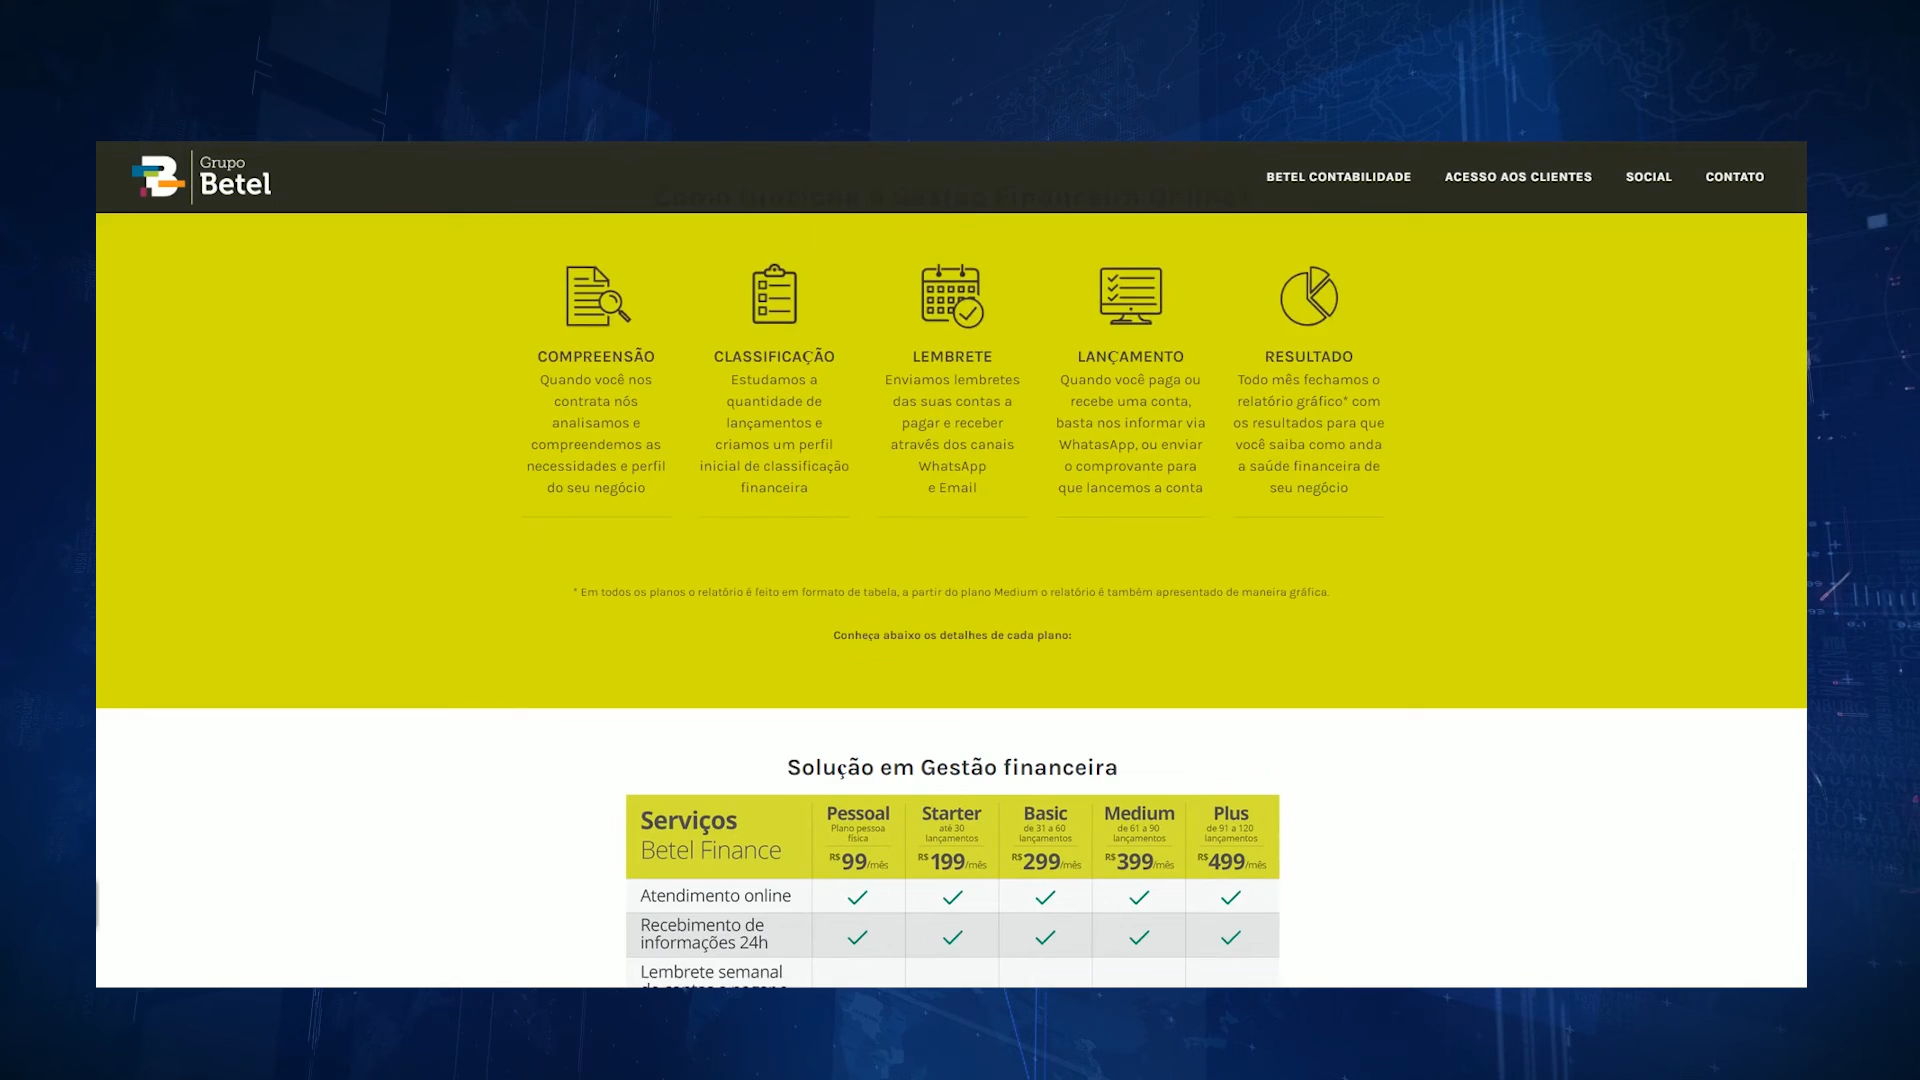 Grupo
Betel
BETEL CONTABILIDADE ACESSO AOS CLIENTES SOCIAL CONTATO
Como funciona a Gestão Financeira Online?
COMPREENSÃO
Quando você nos
contrata nós
analisamos e
compreendemos as
necessidades e perfil
do seu negócio
CLASSIFICAÇÃO
Estudamos a
quantidade de
lançamentos e
criamos um perfil
inicial de classificação
financeira
LEMBRETE
Enviamos lembretes
das suas contas a
pagar e receber
através dos canais
WhatsApp
e Email
LANÇAMENTO
Quando você paga ou
recebe uma conta,
basta nos informar via
WhatasApp, ou enviar
o comprovante para
que lancemos a conta
RESULTADO
Todo mês fechamos o
relatório gráfico* com
os resultados para que
você saiba como anda
a saúde financeira de
seu negócio
* Em todos os planos o relatório é feito em formato de tabela, a partir do plano Medium o relatório é também apresentado de maneira gráfica.
Conheça abaixo os detalhes de cada plano:
Solução em Gestão financeira
Serviços
Betel Finance
Pessoal
Plano pessoa
física
R$99/mês
Starter
até 30
lançamentos
R$199/mês
Basic
de 31 a 60
lançamentos
R$299/mês
Medium
de 61 a 90
lançamentos
R$399/mês
Plus
de 91 a 120
lançamentos
R$499/mês
Atendimento online
Recebimento de
informações 24h
Lembrete semanal